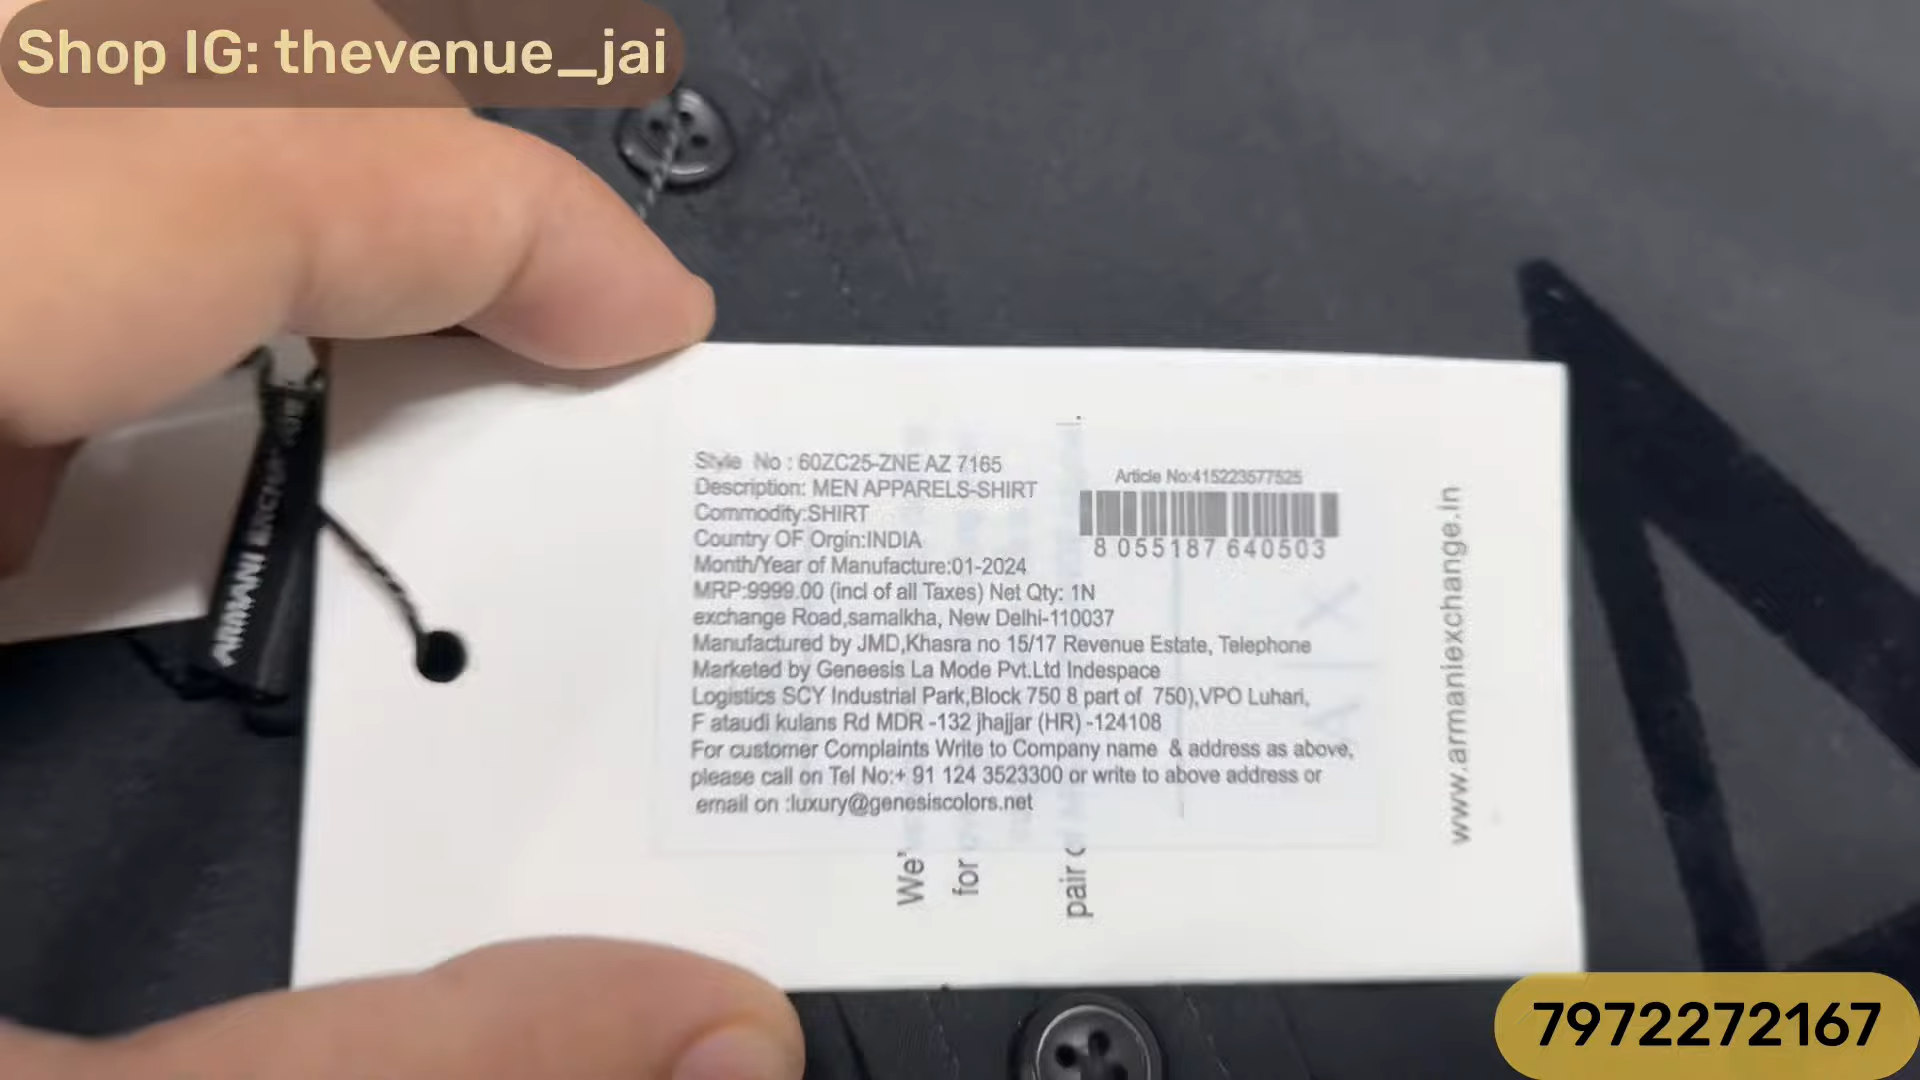 Shop IG: thevenue_jai
Style No : 60ZC25-ZNE AZ 7165
Description: MEN APPARELS-SHIRT
Commodity:SHIRT
Country OF Orgin:INDIA
Month/Year of Manufacture:01-2024
MRP:9999.00 (incl of all Taxes) Net Qty: 1N
exchange Road,samalkha, New Delhi-110037
Manufactured by JMD,Khasra no 15/17 Revenue Estate, Telephone
Marketed by Geneesis La Mode Pvt.Ltd Indespace
Logistics SCY Industrial Park,Block 750 8 part of 750),VPO Luhari,
F ataudi kulans Rd MDR -132 jhajjar (HR) -124108
For customer Complaints Write to Company name & address as above,
please call on Tel No:+ 91 124 3523300 or write to above address or
email on :luxury@genesiscolors.net
Article No:415223577525
8 055187 640503
www.armaniexchange.in
We'
for
pair
ARMANI
7972272167